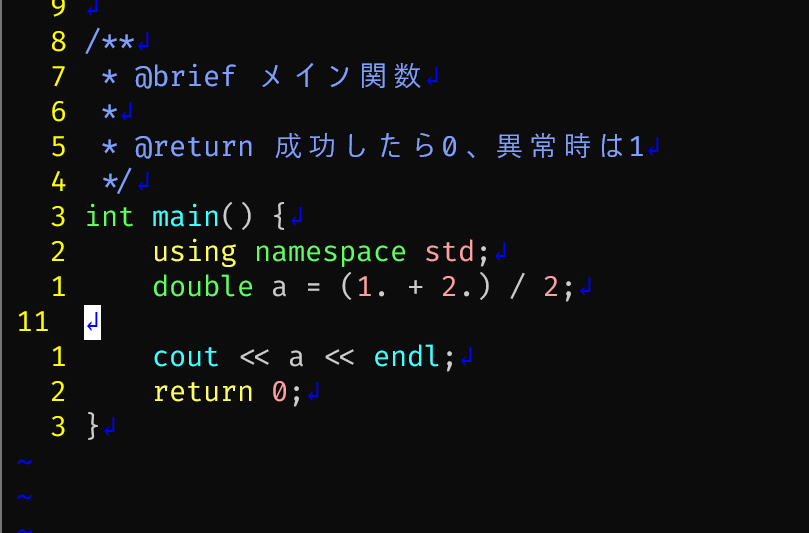 9 ↲
8 /**↲
7  * @brief メイン関数↲
6  *↲
5  * @return 成功したら0、異常時は1↲
4  */↲
3 int main() {↲
2     using namespace std;↲
1     double a = (1. + 2.) / 2;↲
11 ↲
1     cout << a << endl;↲
2     return 0;↲
3 }↲
~
~
~